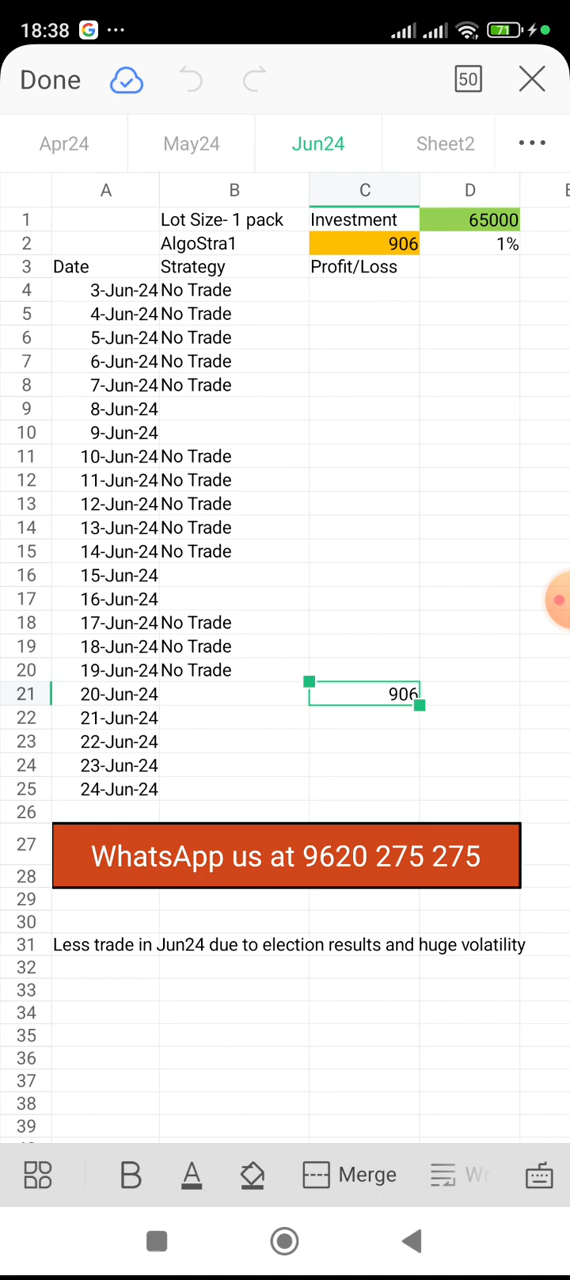 18:38 G ... 71
Done 50
Apr24 May24 Jun24 Sheet2 ...
A B C D E
1 Lot Size- 1 pack Investment 65000
2 AlgoStra1 906 1%
3 Date Strategy Profit/Loss
4 3-Jun-24 No Trade
5 4-Jun-24 No Trade
6 5-Jun-24 No Trade
7 6-Jun-24 No Trade
8 7-Jun-24 No Trade
9 8-Jun-24
10 9-Jun-24
11 10-Jun-24 No Trade
12 11-Jun-24 No Trade
13 12-Jun-24 No Trade
14 13-Jun-24 No Trade
15 14-Jun-24 No Trade
16 15-Jun-24
17 16-Jun-24
18 17-Jun-24 No Trade
19 18-Jun-24 No Trade
20 19-Jun-24 No Trade
21 20-Jun-24 906
22 21-Jun-24
23 22-Jun-24
24 23-Jun-24
25 24-Jun-24
26
27 WhatsApp us at 9620 275 275
28
29
30
31 Less trade in Jun24 due to election results and huge volatility
32
33
34
35
36
37
38
39
B A Merge